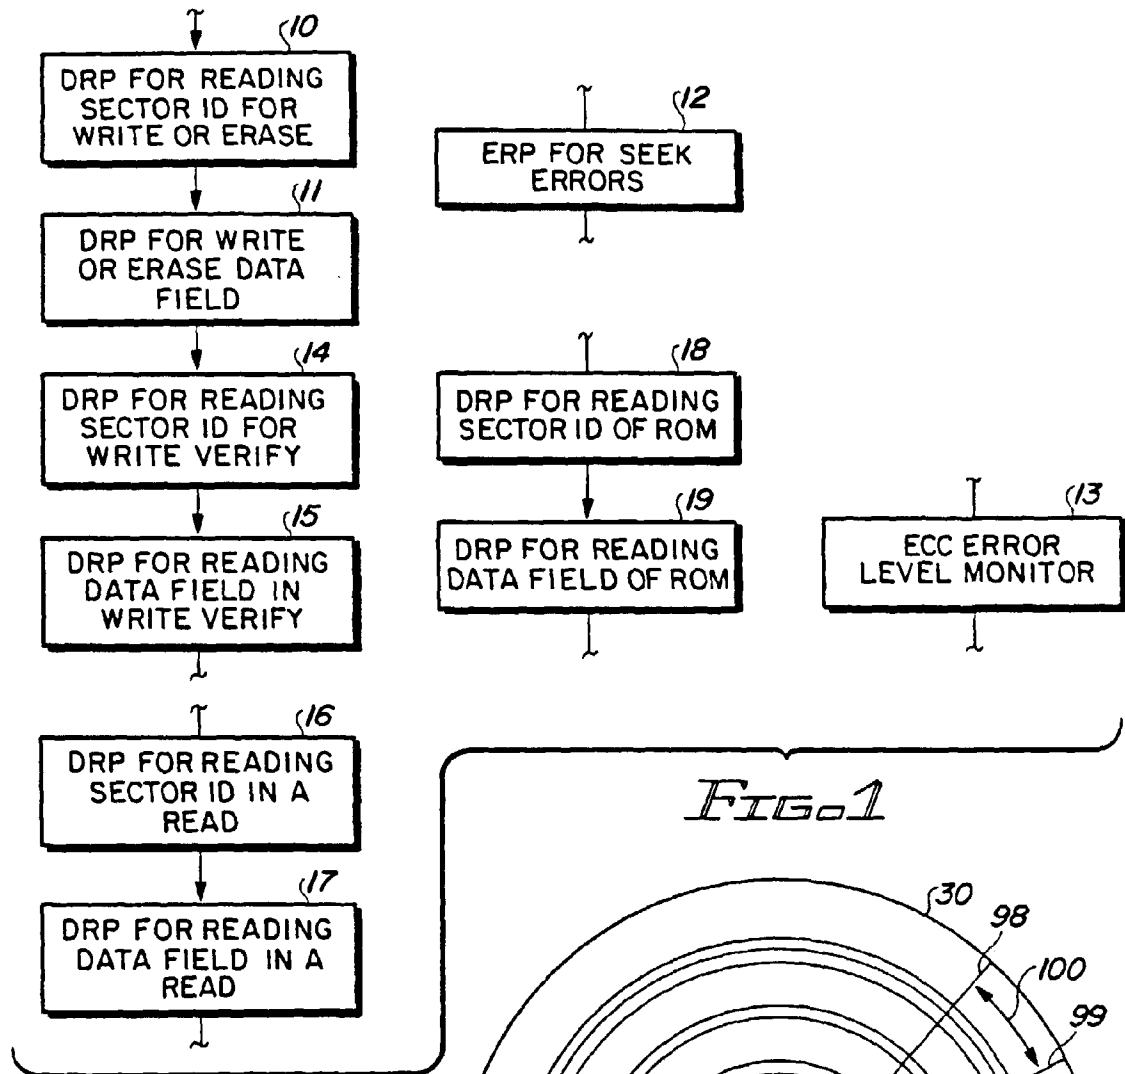 10
DRP FOR READING
SECTOR ID FOR
WRITE OR ERASE
11
DRP FOR WRITE
OR ERASE DATA
FIELD
14
DRP FOR READING
SECTOR ID FOR
WRITE VERIFY
15
DRP FOR READING
DATA FIELD IN
WRITE VERIFY
16
DRP FOR READING
SECTOR ID IN A
READ
17
DRP FOR READING
DATA FIELD IN A
READ
12
ERP FOR SEEK
ERRORS
18
DRP FOR READING
SECTOR ID OF ROM
19
DRP FOR READING
DATA FIELD OF ROM
13
ECC ERROR
LEVEL MONITOR
FIG. 1
30
98
100
99